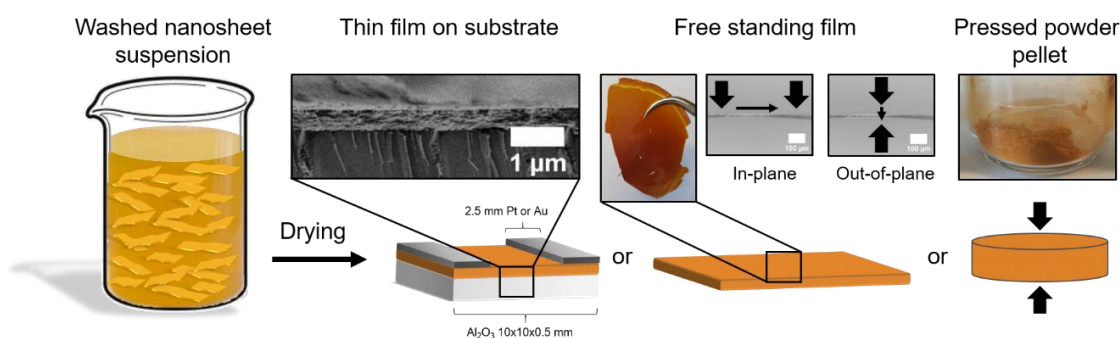 Washed nanosheet
suspension
Thin film on substrate
Free standing film
Pressed powder
pellet
1 µm
100 µm
100 µm
In-plane
Out-of-plane
2.5 mm Pt or Au
Drying
or
or
Al₂O₃ 10x10x0.5 mm